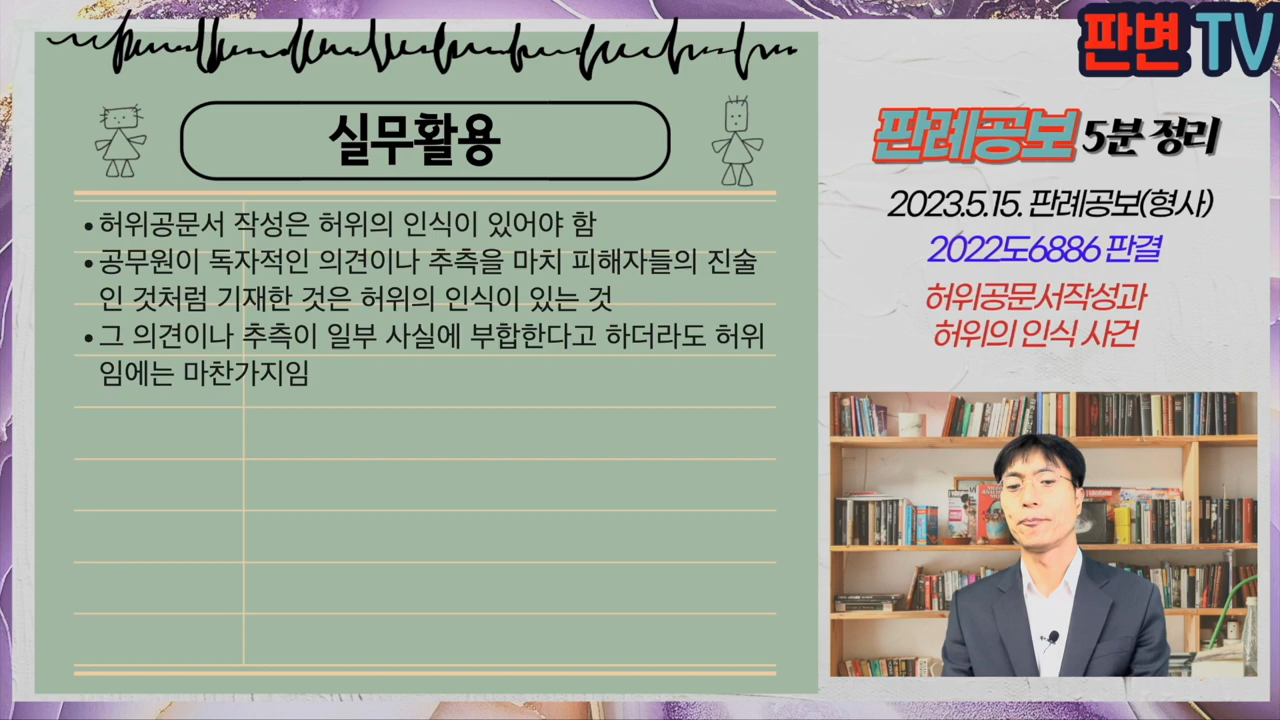 판변 TV
실무활용
•허위공문서 작성은 허위의 인식이 있어야 함
•공무원이 독자적인 의견이나 추측을 마치 피해자들의 진술
인 것처럼 기재한 것은 허위의 인식이 있는 것
•그 의견이나 추측이 일부 사실에 부합한다고 하더라도 허위
임에는 마찬가지임
판례공보 5분 정리
2023.5.15. 판례공보(형사)
2022도6886 판결
허위공문서작성과
허위의 인식 사건